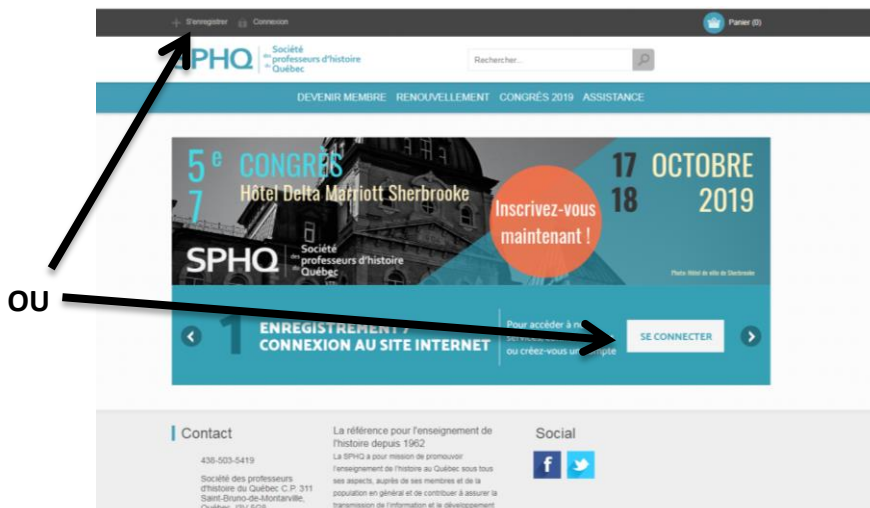 S'enregistrer Connexion Panier (0)
SPHQ des professeurs d'histoire du Québec
Société
Rechercher...
DEVENIR MEMBRE RENOUVELLEMENT CONGRÈS 2019 ASSISTANCE
5e CONGRÈS
7 Hôtel Delta Marriott Sherbrooke
Inscrivez-vous
maintenant !
17 OCTOBRE
18 2019
SPHQ
Société
des professeurs d'histoire
du Québec
Photo: Hôtel de ville de Sherbrooke
OU
1 ENREGISTREMENT /
CONNEXION AU SITE INTERNET
Pour accéder à
services,
ou créez-vous un compte
SE CONNECTER
Contact
438-503-5419
Société des professeurs
d'histoire du Québec C.P. 311
Saint-Bruno-de-Montarville,
La référence pour l'enseignement de
l'histoire depuis 1962
La SPHQ a pour mission de promouvoir
l'enseignement de l'histoire au Québec sous tous
ses aspects, auprès de ses membres et de la
population en général et de contribuer à assurer la
transmission de l'information et le développement
Social